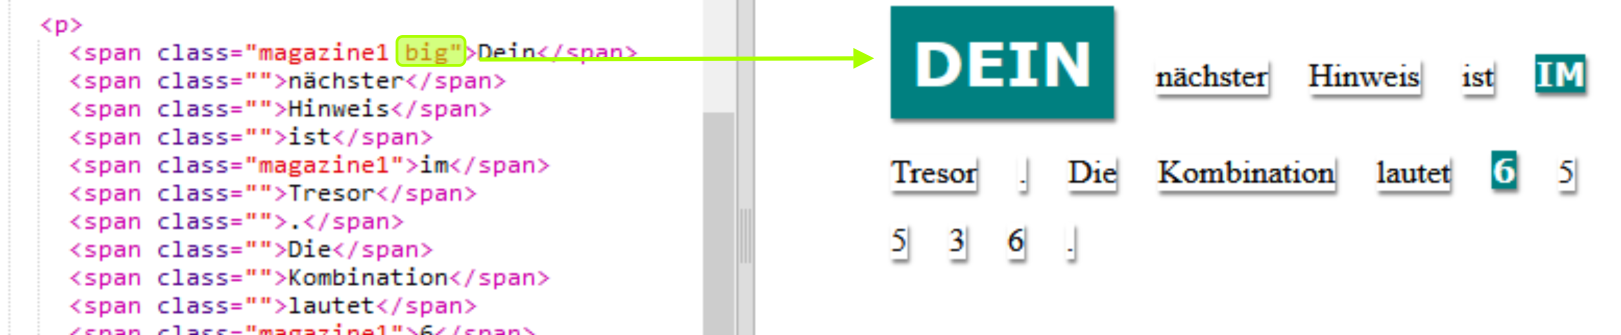 <p>
<span class="magazine1 big">Dein</span>
<span class="">nächster</span>
<span class="">Hinweis</span>
<span class="">ist</span>
<span class="magazine1">im</span>
<span class="">Tresor</span>
<span class="">.</span>
<span class="">Die</span>
<span class="">Kombination</span>
<span class="">lautet</span>
<span class="magazine1">6</span>
DEIN nächster Hinweis ist IM
Tresor . Die Kombination lautet 6 5
5 3 6 .